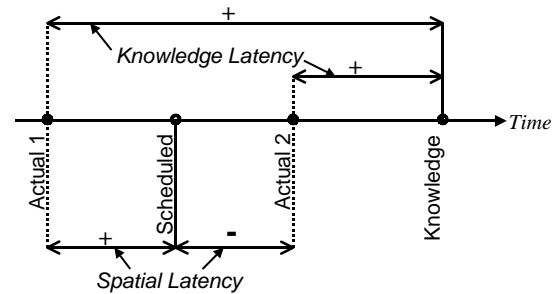 +
Knowledge Latency
+
Time
Actual 1
Scheduled
Actual 2
Knowledge
+
-
Spatial Latency